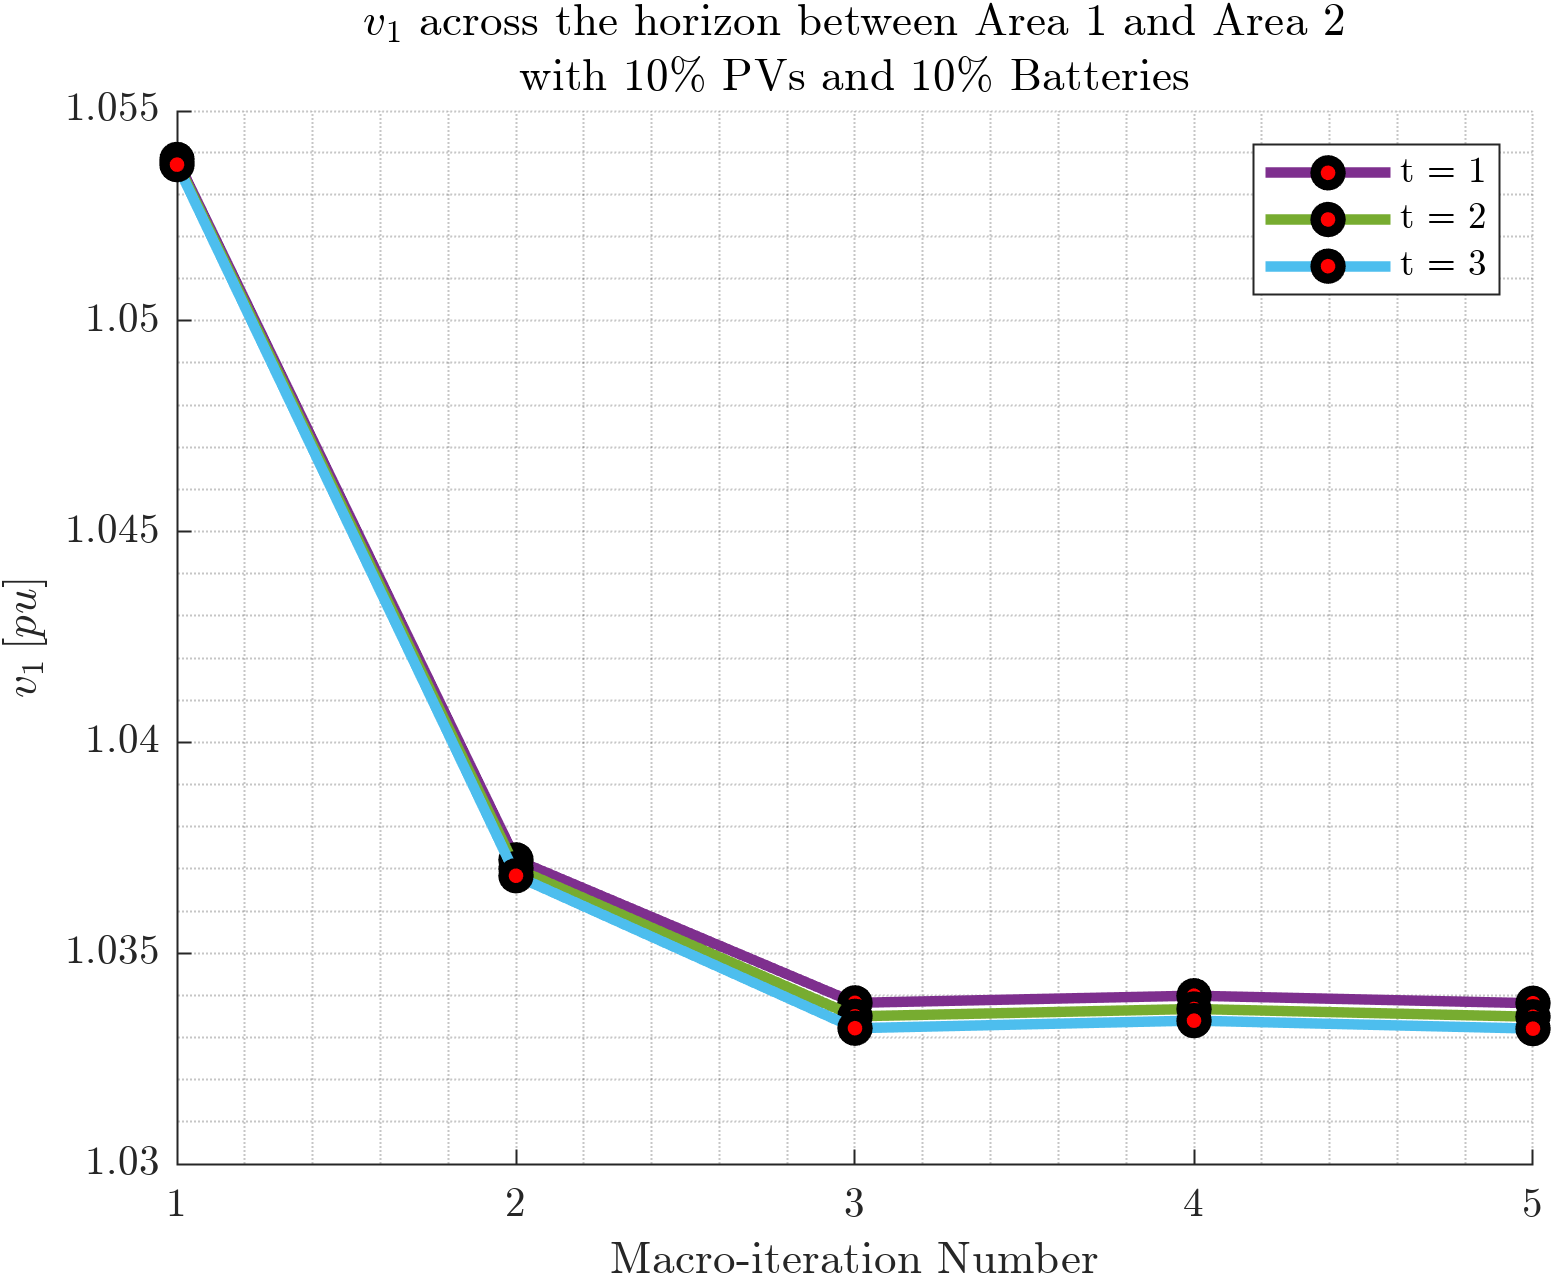 v₁ across the horizon between Area 1 and Area 2
with 10% PVs and 10% Batteries
1.055
1.05
1.045
1.04
1.035
1.03
v₁ [pu]
t = 1
t = 2
t = 3
1 2 3 4 5
Macro-iteration Number